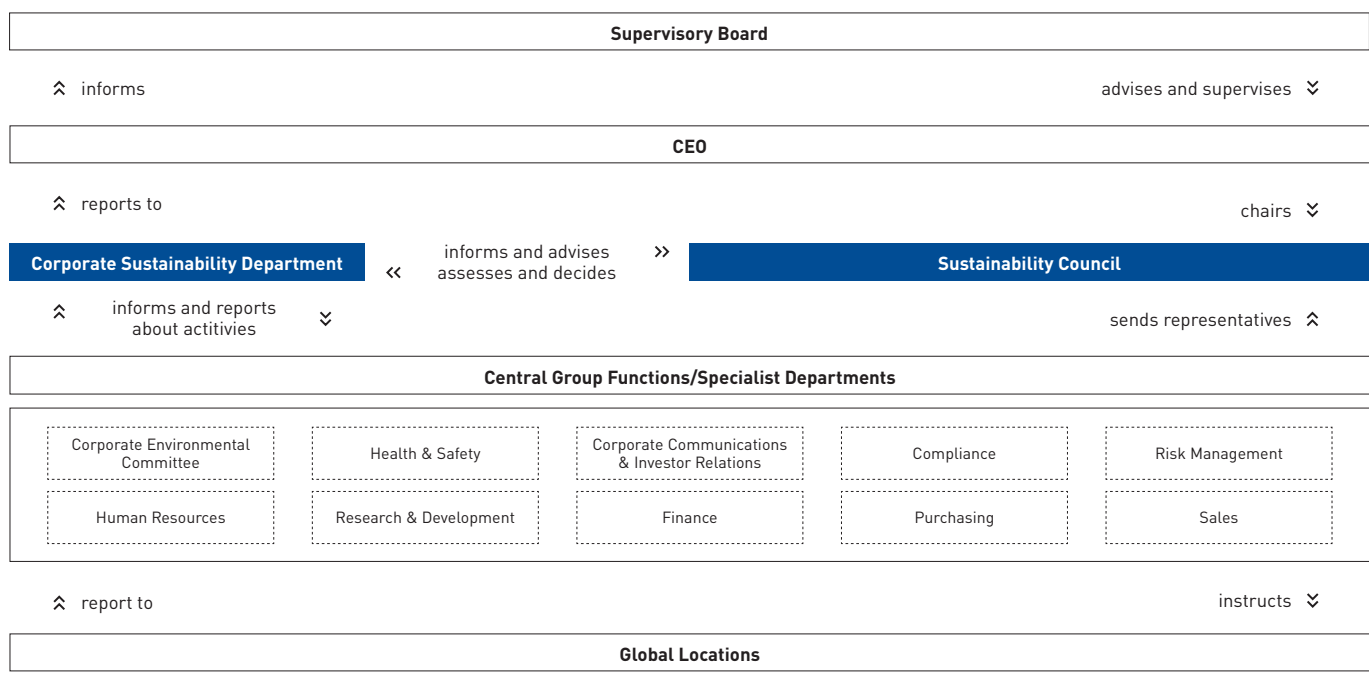 Supervisory Board
informs
advises and supervises
CEO
reports to
chairs
Corporate Sustainability Department
informs and advises
assesses and decides
Sustainability Council
informs and reports
about actitivies
sends representatives
Central Group Functions/Specialist Departments
Corporate Environmental
Committee
Health & Safety
Corporate Communications
& Investor Relations
Compliance
Risk Management
Human Resources
Research & Development
Finance
Purchasing
Sales
report to
instructs
Global Locations